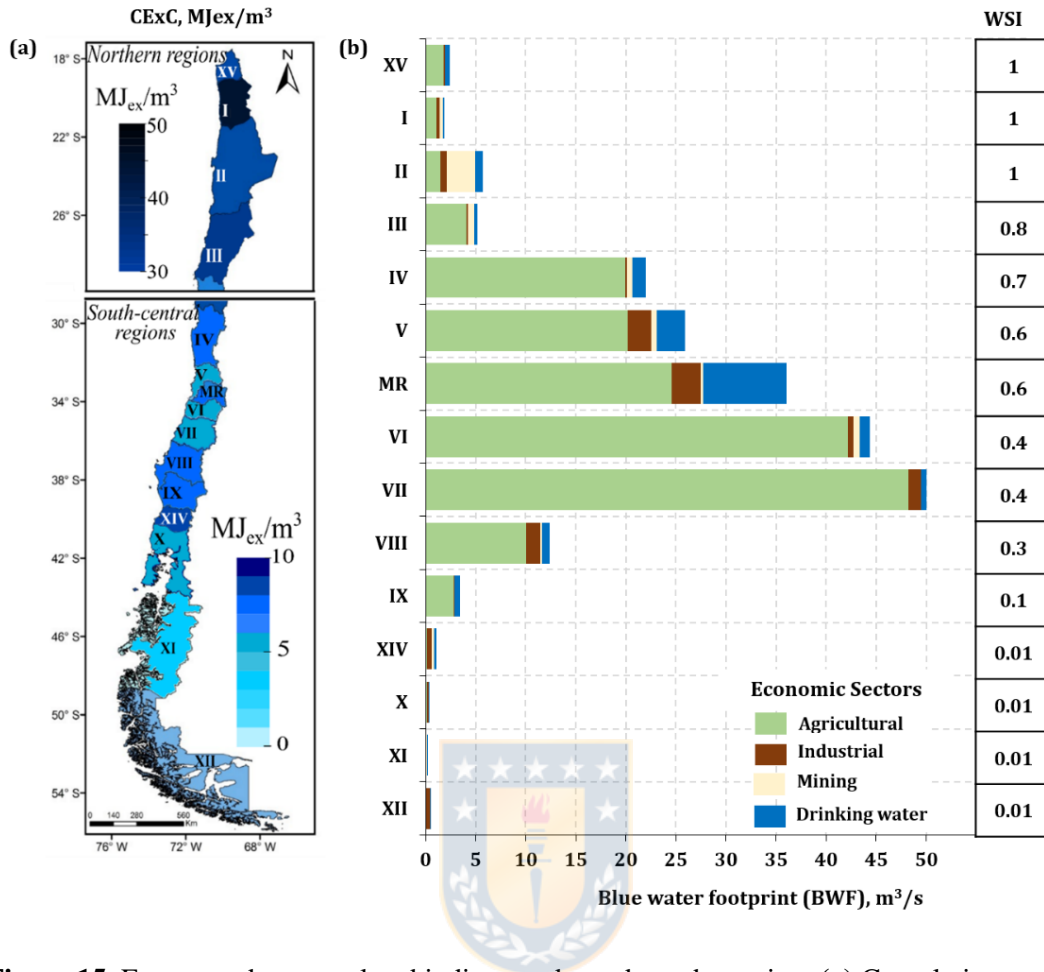 CExC, MJex/m³
WSI
(a)
Northern regions
N
18° S
22° S
26° S
MJex/m³
50
40
30
XV
I
II
III
South-central
regions
30° S
34° S
38° S
42° S
46° S
50° S
54° S
IV
V
MR
VI
VII
VIII
IX
XIV
X
XI
XII
MJex/m³
10
5
0
0 140 280 560
Km
76° W 72° W 68° W
(b)
XV 1
I 1
II 1
III 0.8
IV 0.7
V 0.6
MR 0.6
VI 0.4
VII 0.4
VIII 0.3
IX 0.1
XIV 0.01
X 0.01
XI 0.01
XII 0.01
Economic Sectors
Agricultural
Industrial
Mining
Drinking water
0 5 10 15 20 25 30 35 40 45 50
Blue water footprint (BWF), m³/s